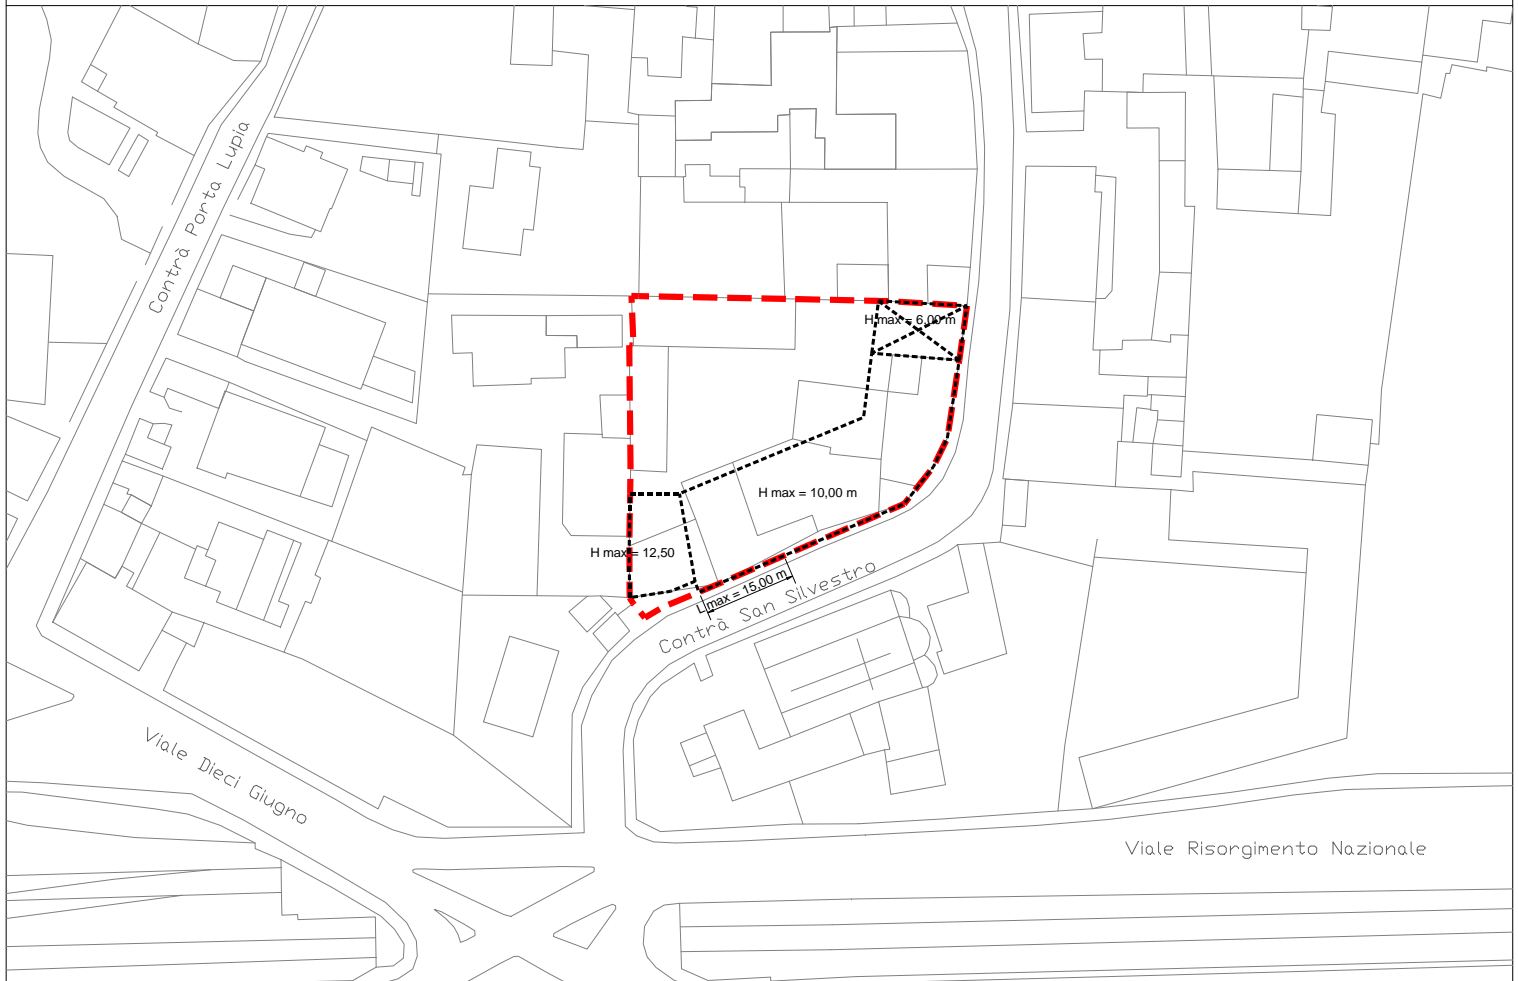 Contrà Porta Lupia
H max = 6,00 m
H max = 10,00 m
H max = 12,50
L max = 15,00 m
Contrà San Silvestro
Viale Dieci Giugno
Viale Risorgimento Nazionale